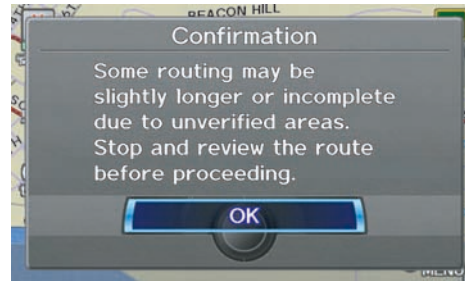 BEACON HILL
Confirmation
Some routing may be
slightly longer or incomplete
due to unverified areas.
Stop and review the route
before proceeding.
OK
MENU